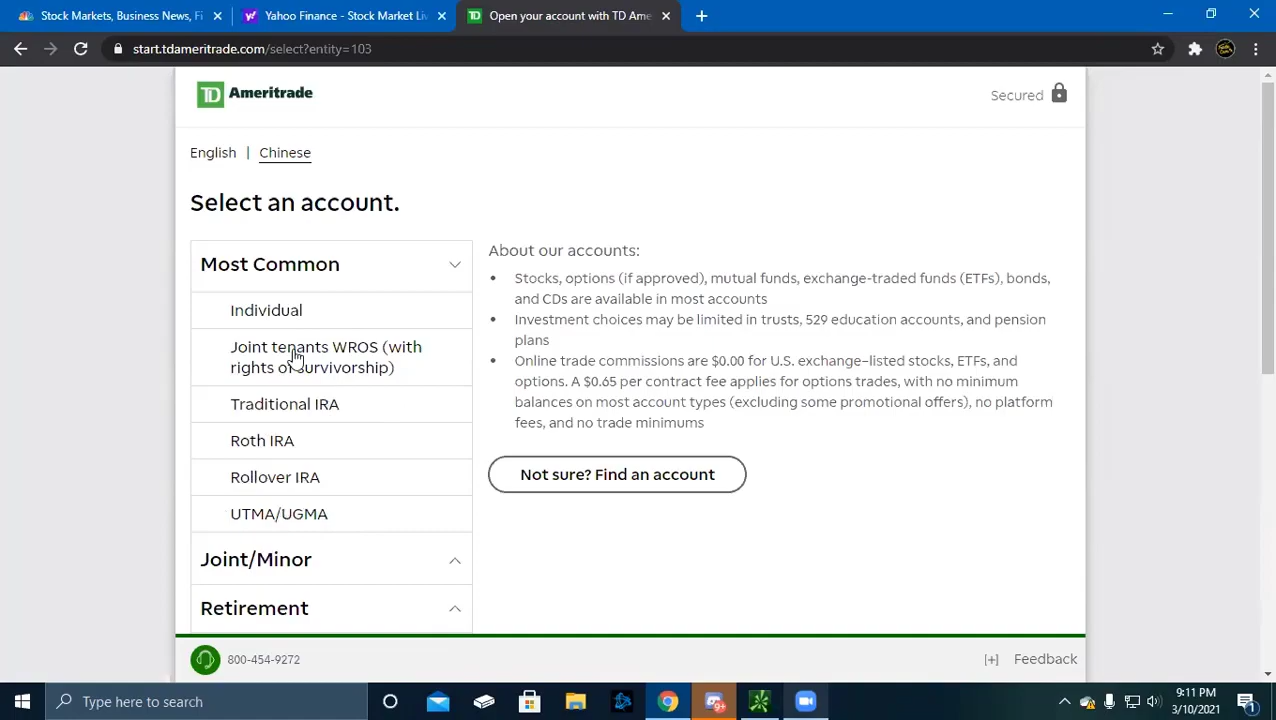 Stock Markets, Business News, Fi
Yahoo Finance - Stock Market Liv
Open your account with TD Ame
start.tdameritrade.com/select?entity=103
TD Ameritrade
Secured
English | Chinese
Select an account.
Most Common
Individual
Joint tenants WROS (with
rights of survivorship)
Traditional IRA
Roth IRA
Rollover IRA
UTMA/UGMA
Joint/Minor
Retirement
About our accounts:
• Stocks, options (if approved), mutual funds, exchange-traded funds (ETFs), bonds,
and CDs are available in most accounts
• Investment choices may be limited in trusts, 529 education accounts, and pension
plans
• Online trade commissions are $0.00 for U.S. exchange-listed stocks, ETFs, and
options. A $0.65 per contract fee applies for options trades, with no minimum
balances on most account types (excluding some promotional offers), no platform
fees, and no trade minimums
Not sure? Find an account
800-454-9272
[+] Feedback
Type here to search
9+
9:11 PM
3/10/2021
1